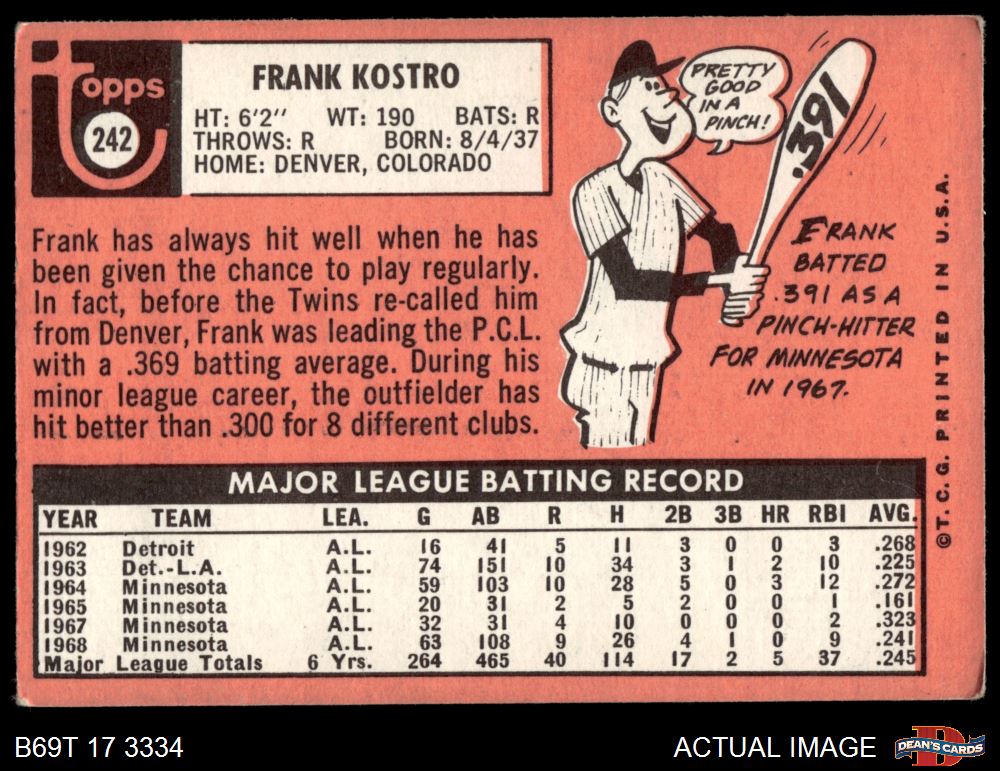 topps
242
FRANK KOSTRO
HT: 6'2" WT: 190 BATS: R
THROWS: R BORN: 8/4/37
HOME: DENVER, COLORADO
Frank has always hit well when he has
been given the chance to play regularly.
In fact, before the Twins re-called him
from Denver, Frank was leading the P.C.L.
with a .369 batting average. During his
minor league career, the outfielder has
hit better than .300 for 8 different clubs.
PRETTY
GOOD
IN A
PINCH!
.391
FRANK
BATTED
.391 AS A
PINCH-HITTER
FOR MINNESOTA
IN 1967.
©T. C. G. PRINTED IN U.S.A.
MAJOR LEAGUE BATTING RECORD
YEAR TEAM LEA. G AB R H 2B 3B HR RBI AVG.
1962 Detroit A.L. 16 41 5 11 3 0 0 3 .268
1963 Det.-L.A. A.L. 74 151 10 34 3 1 2 10 .225
1964 Minnesota A.L. 59 103 10 28 5 0 3 12 .272
1965 Minnesota A.L. 20 31 2 5 2 0 0 1 .161
1967 Minnesota A.L. 32 31 4 10 0 0 0 2 .323
1968 Minnesota A.L. 63 108 9 26 4 1 0 9 .241
Major League Totals 6 Yrs. 264 465 40 114 17 2 5 37 .245
B69T 17 3334
ACTUAL IMAGE
D
DEAN'S CARDS